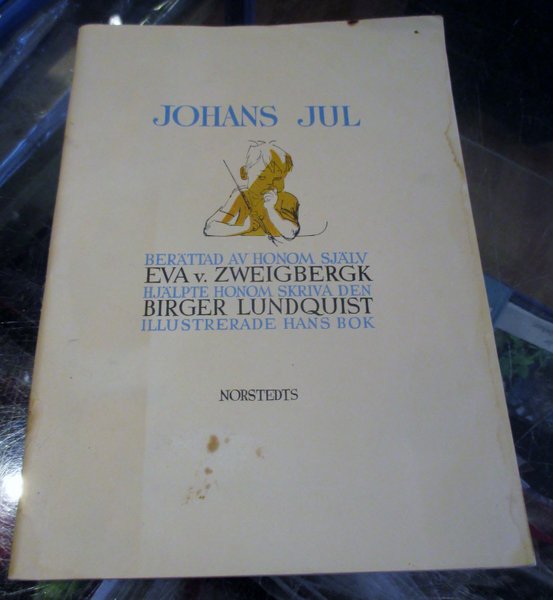 JOHANS JUL
BERÄTTAD AV HONOM SJÄLV
EVA v. ZWEIGBERGK
HJÄLPTE HONOM SKRIVA DEN
BIRGER LUNDQUIST
ILLUSTRERADE HANS BOK
NORSTEDTS